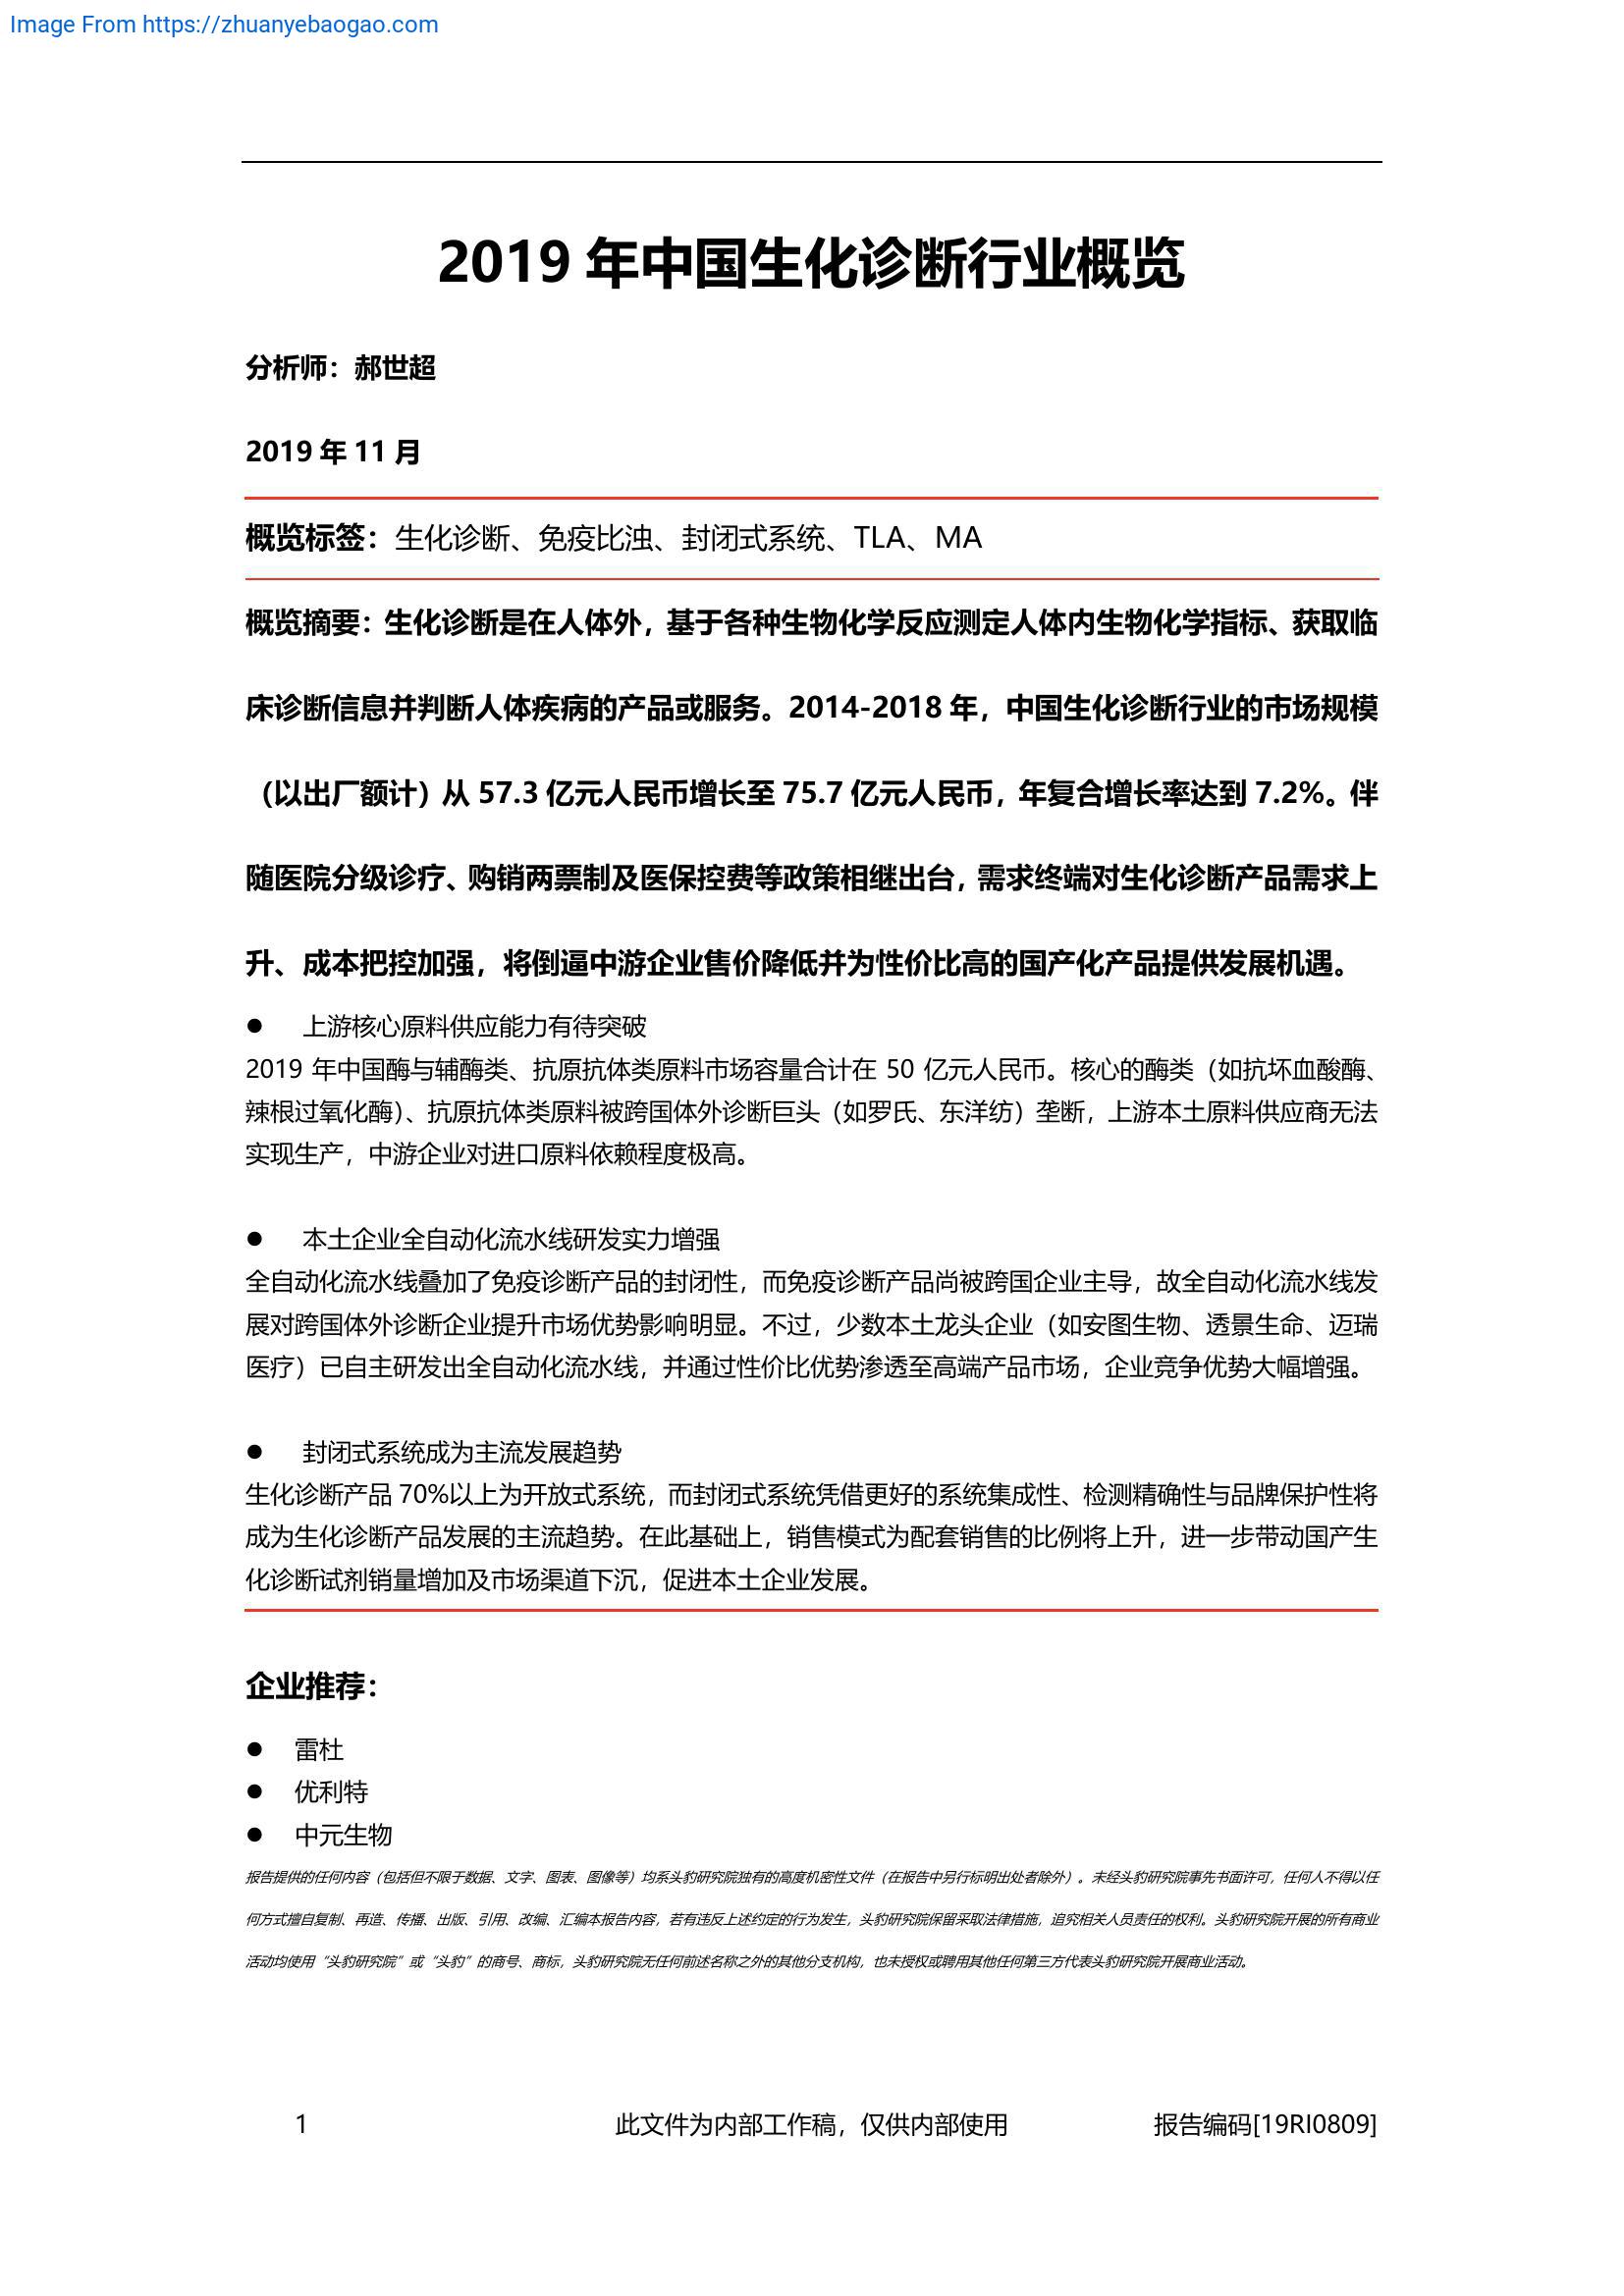 Image From https://zhuanyebaogao.com
2019 年中国生化诊断行业概览
分析师：郝世超
2019 年 11 月
概览标签：生化诊断、免疫比浊、封闭式系统、TLA、MA
概览摘要：生化诊断是在人体外，基于各种生物化学反应测定人体内生物化学指标、获取临
床诊断信息并判断人体疾病的产品或服务。2014-2018 年，中国生化诊断行业的市场规模
（以出厂额计）从 57.3 亿元人民币增长至 75.7 亿元人民币，年复合增长率达到 7.2%。伴
随医院分级诊疗、购销两票制及医保控费等政策相继出台，需求终端对生化诊断产品需求上
升、成本把控加强，将倒逼中游企业售价降低并为性价比高的国产化产品提供发展机遇。
● 上游核心原料供应能力有待突破
2019 年中国酶与辅酶类、抗原抗体类原料市场容量合计在 50 亿元人民币。核心的酶类（如抗坏血酸酶、
辣根过氧化酶）、抗原抗体类原料被跨国体外诊断巨头（如罗氏、东洋纺）垄断，上游本土原料供应商无法
实现生产，中游企业对进口原料依赖程度极高。
● 本土企业全自动化流水线研发实力增强
全自动化流水线叠加了免疫诊断产品的封闭性，而免疫诊断产品尚被跨国企业主导，故全自动化流水线发
展对跨国体外诊断企业提升市场优势影响明显。不过，少数本土龙头企业（如安图生物、透景生命、迈瑞
医疗）已自主研发出全自动化流水线，并通过性价比优势渗透至高端产品市场，企业竞争优势大幅增强。
● 封闭式系统成为主流发展趋势
生化诊断产品 70%以上为开放式系统，而封闭式系统凭借更好的系统集成性、检测精确性与品牌保护性将
成为生化诊断产品发展的主流趋势。在此基础上，销售模式为配套销售的比例将上升，进一步带动国产生
化诊断试剂销量增加及市场渠道下沉，促进本土企业发展。
企业推荐：
● 雷杜
● 优利特
● 中元生物
报告提供的任何内容（包括但不限于数据、文字、图表、图像等）均系头豹研究院独有的高度机密性文件（在报告中另行标明出处者除外）。未经头豹研究院事先书面许可，任何人不得以任
何方式擅自复制、再造、传播、出版、引用、改编、汇编本报告内容，若有违反上述约定的行为发生，头豹研究院保留采取法律措施，追究相关人员责任的权利。头豹研究院开展的所有商业
活动均使用“头豹研究院”或“头豹”的商号、商标，头豹研究院无任何前述名称之外的其他分支机构，也未授权或聘用其他任何第三方代表头豹研究院开展商业活动。
1 此文件为内部工作稿，仅供内部使用 报告编码[19RI0809]